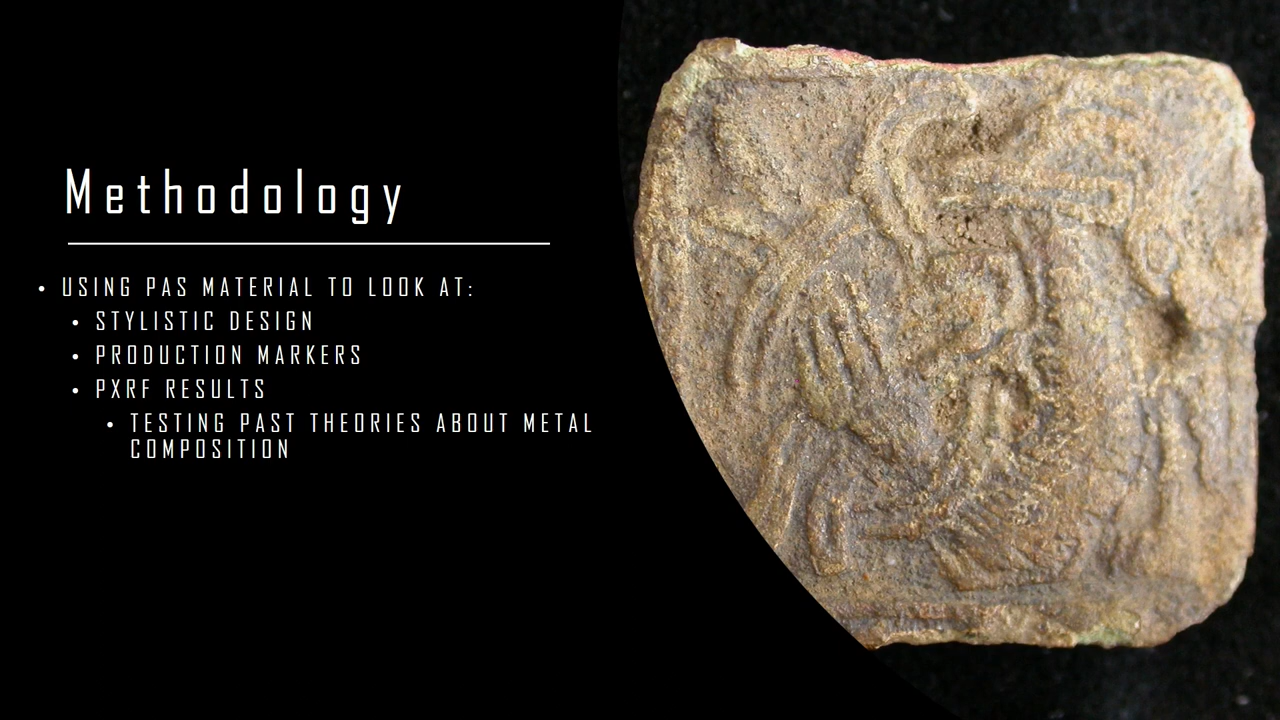 Methodology
• USING PAS MATERIAL TO LOOK AT:
• STYLISTIC DESIGN
• PRODUCTION MARKERS
• PXRF RESULTS
• TESTING PAST THEORIES ABOUT METAL
COMPOSITION